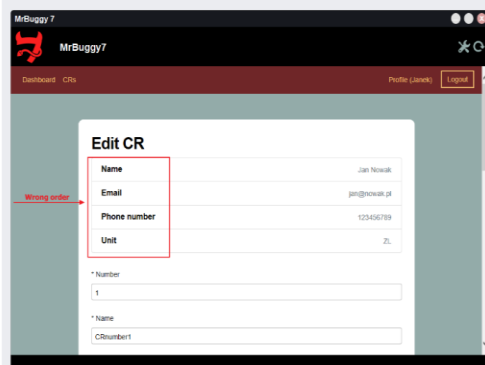 MrBuggy 7
MrBuggy7
Dashboard CRs Profile (Janek) Logout
Edit CR
Name Jan Nowak
Wrong order
Email jan@nowak.pl
Phone number 123456789
Unit ZL
* Number
1
* Name
CRnumber1